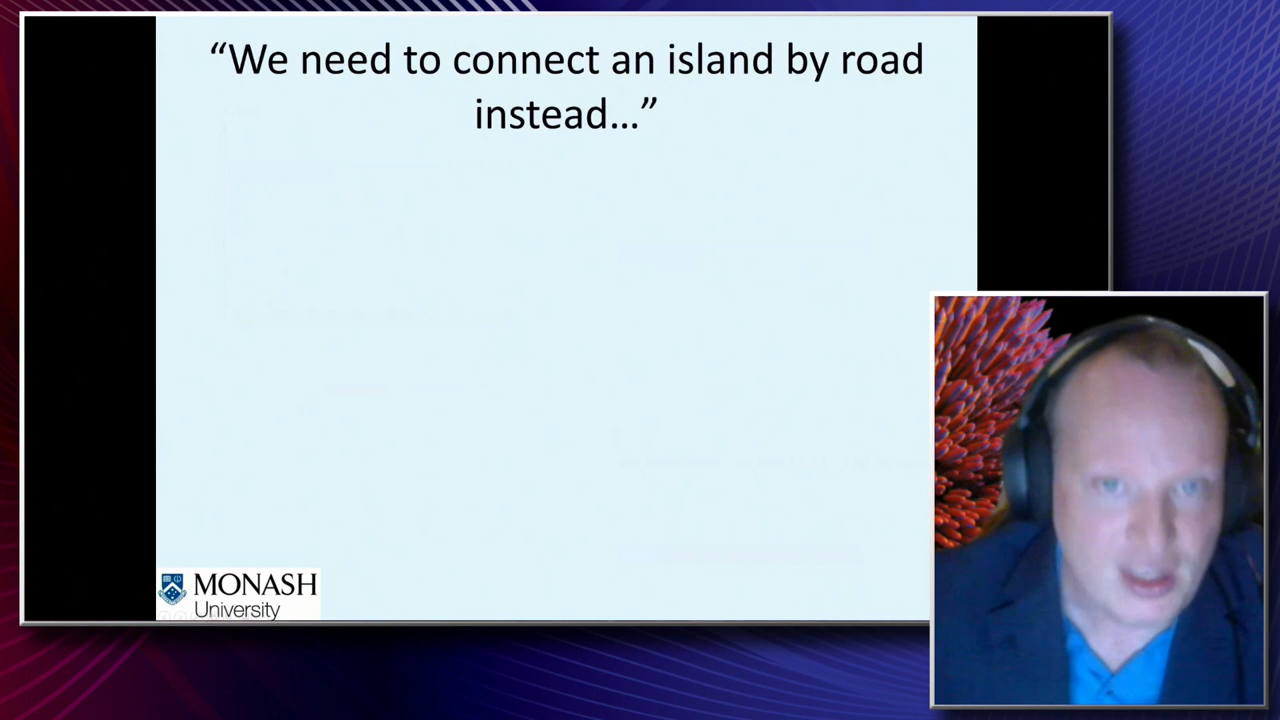 “We need to connect an island by road
instead...”
MONASH
University